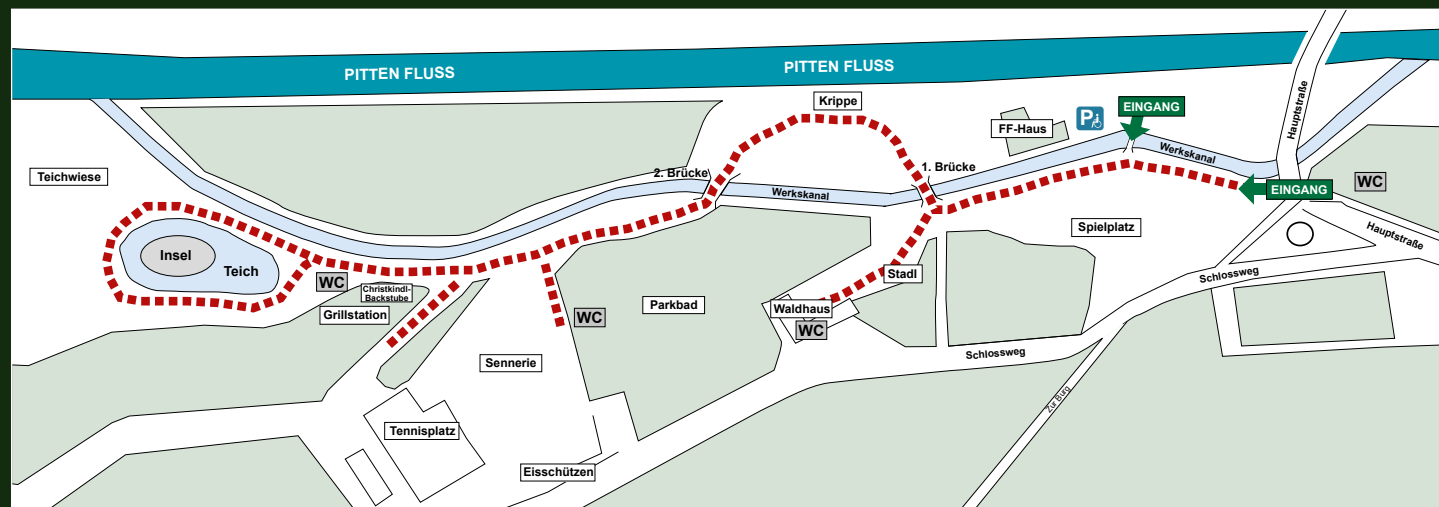 PITTEN FLUSS
PITTEN FLUSS
Hauptstraße
Krippe
EINGANG
P
FF-Haus
Werkskanal
1. Brücke
2. Brücke
Teichwiese
Werkskanal
EINGANG
WC
Spielplatz
Hauptstraße
Insel
Teich
WC
Christkindl-
Backstube
Grillstation
Stadl
Schlossweg
Parkbad
Waldhaus
WC
WC
Schlossweg
Sennerie
Zur Burg
Tennisplatz
Eisschützen